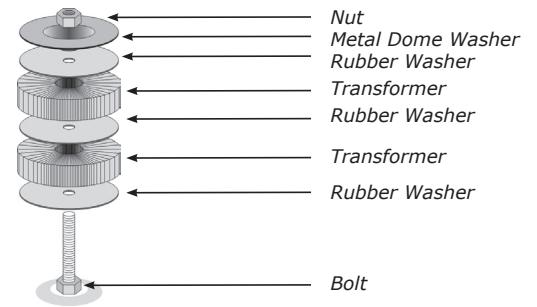 Nut
Metal Dome Washer
Rubber Washer
Transformer
Rubber Washer
Transformer
Rubber Washer
Bolt